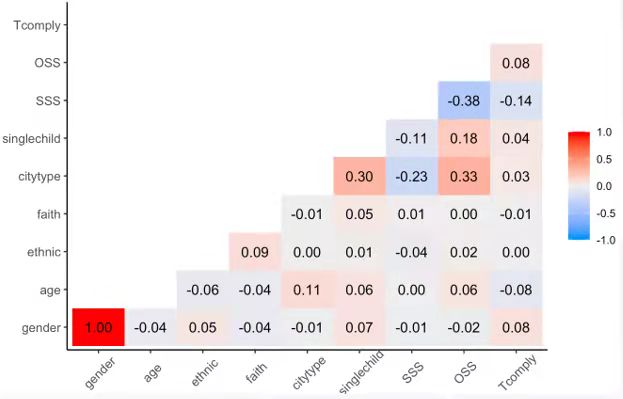 Tcomply
OSS 0.08
SSS -0.38 -0.14
singlechild -0.11 0.18 0.04
citytype 0.30 -0.23 0.33 0.03
faith -0.01 0.05 0.01 0.00 -0.01
ethnic 0.09 0.00 0.01 -0.04 0.02 0.00
age -0.06 -0.04 0.11 0.06 0.00 0.06 -0.08
gender 1.00 -0.04 0.05 -0.04 -0.01 0.07 -0.01 -0.02 0.08
gender age ethnic faith citytype singlechild SSS OSS Tcomply
1.0
0.5
0.0
-0.5
-1.0